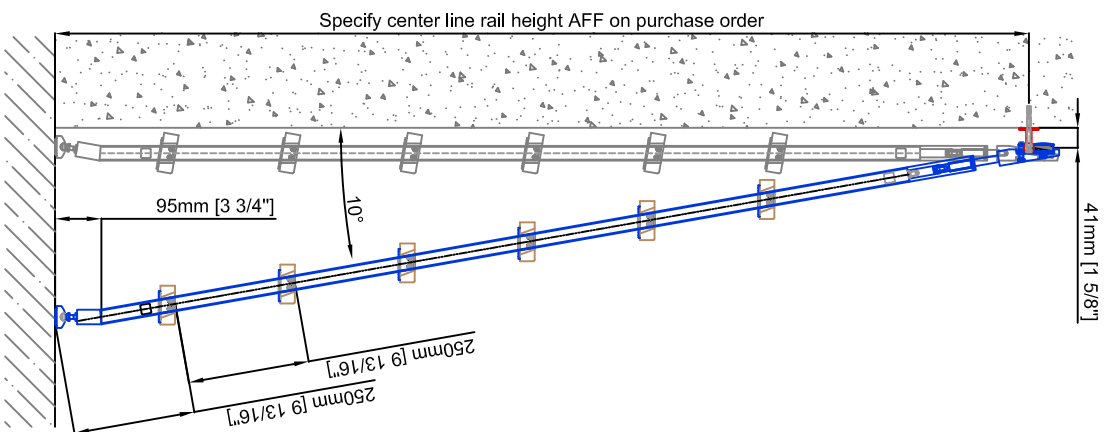 Specify center line rail height AFF on purchase order
95mm [3 3/4"]
10°
41mm [1 5/8"]
250mm [9 13/16"]
250mm [9 13/16"]